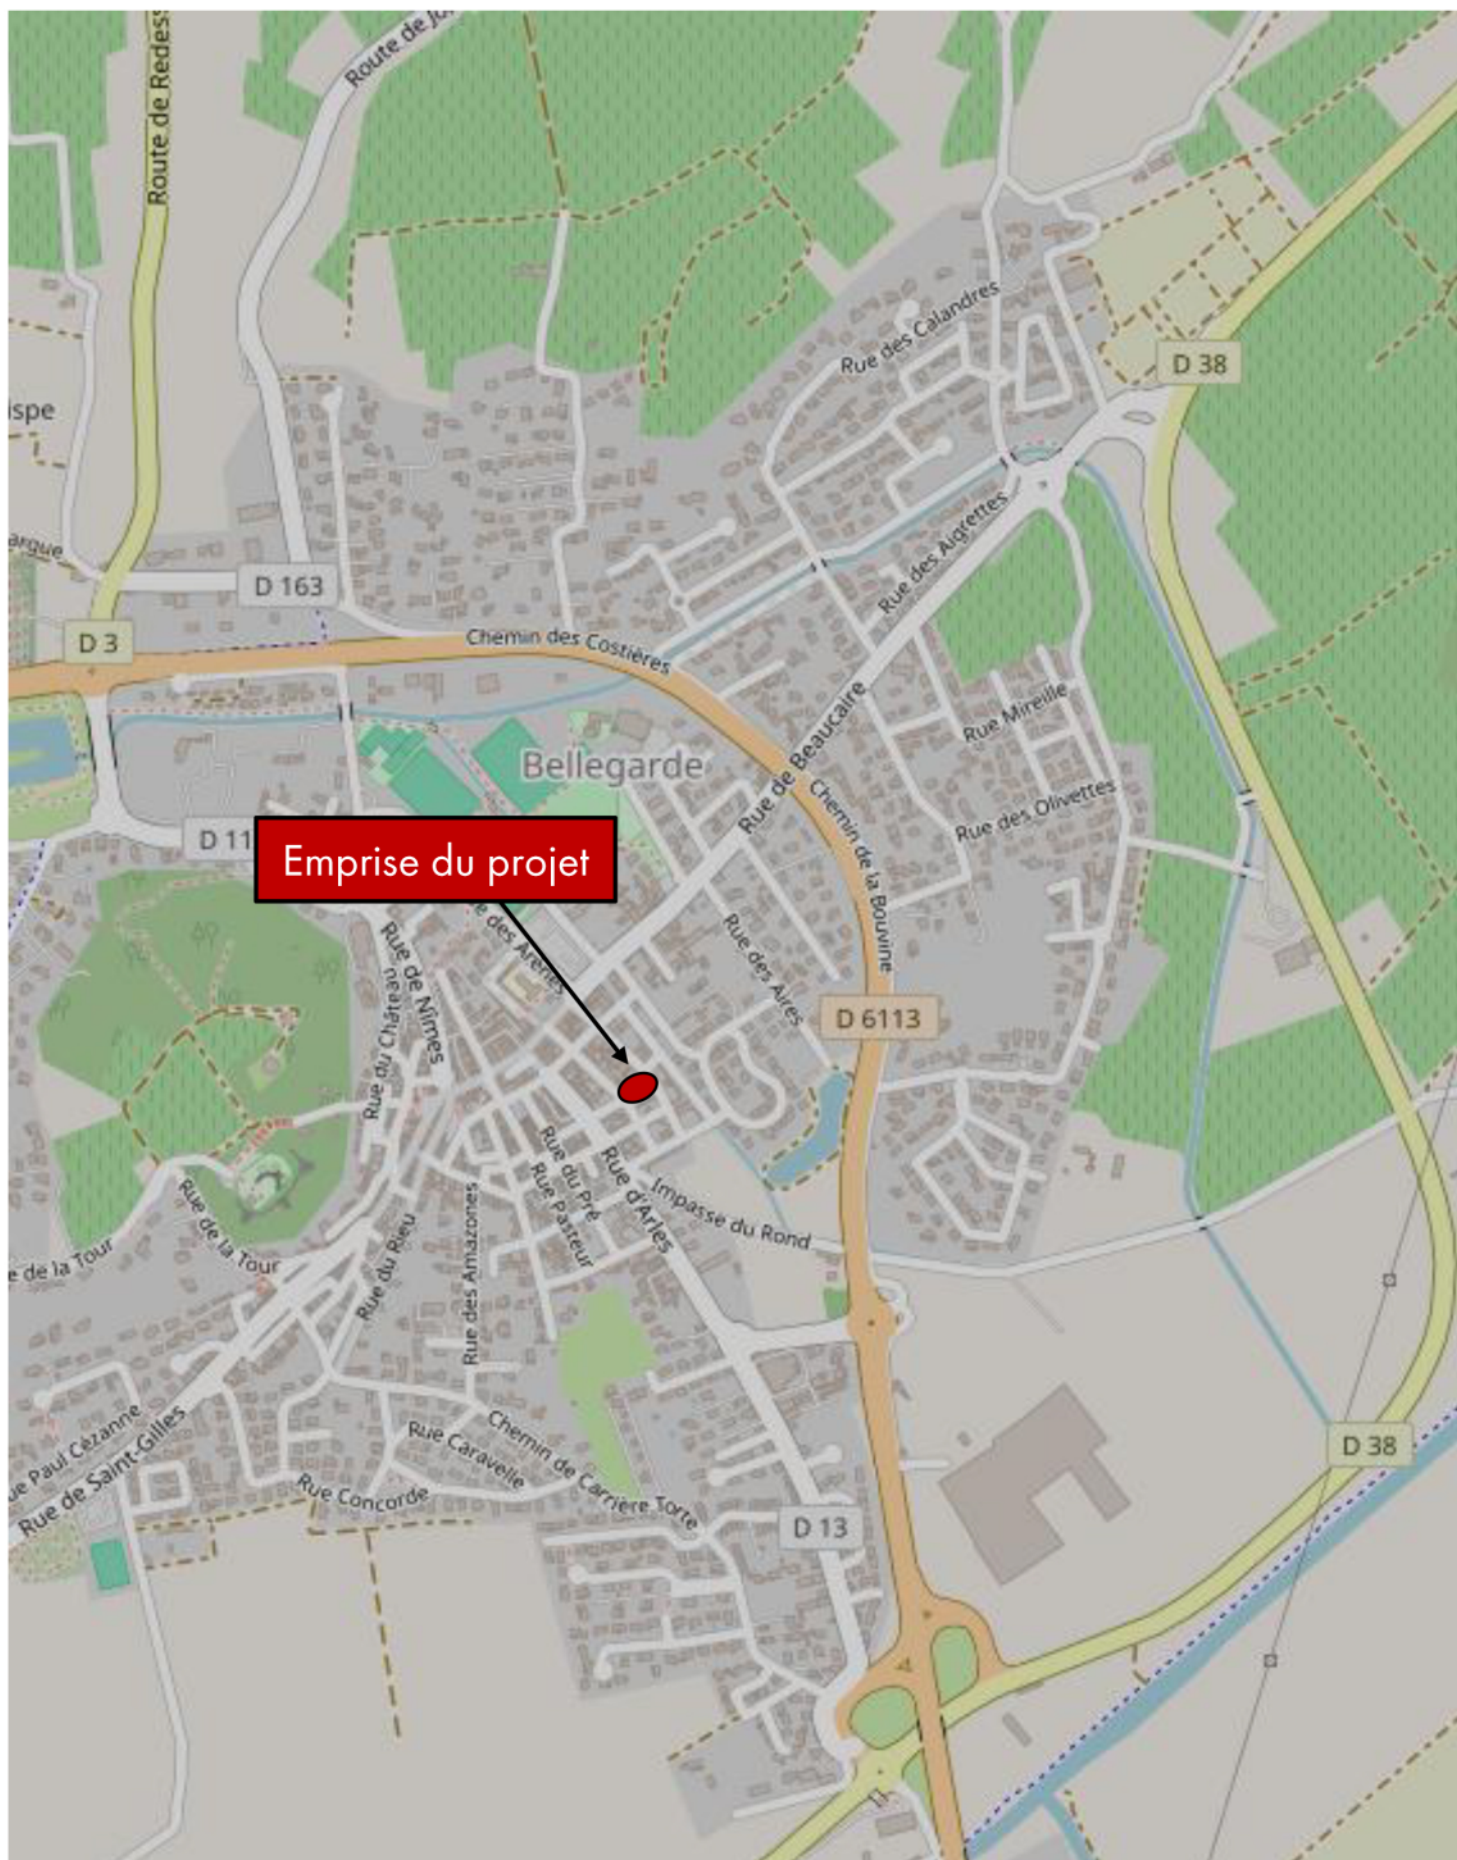 Route de Redess
Route de Jo
Rue des Calandres
D 38
ispe
Rue des Aigrettes
argue
D 163
D 3
Chemin des Costières
Rue Mireille
Rue de Beaucaire
Bellegarde
Rue des Olivettes
Chemin de la Bouvine
D 11
Emprise du projet
e des Arènes
Rue des Aires
Rue de Nîmes
Rue du Château
D 6113
Rue du Pré
Rue Pasteur
Rue d'Arles
Impasse du Rond
Rue de la Tour
e de la Tour
Rue du Rieu
Rue des Amazones
ue Paul Cézanne
Rue de Saint-Gilles
Chemin de Carrière Torte
Rue Caravelle
Rue Concorde
D 38
D 13